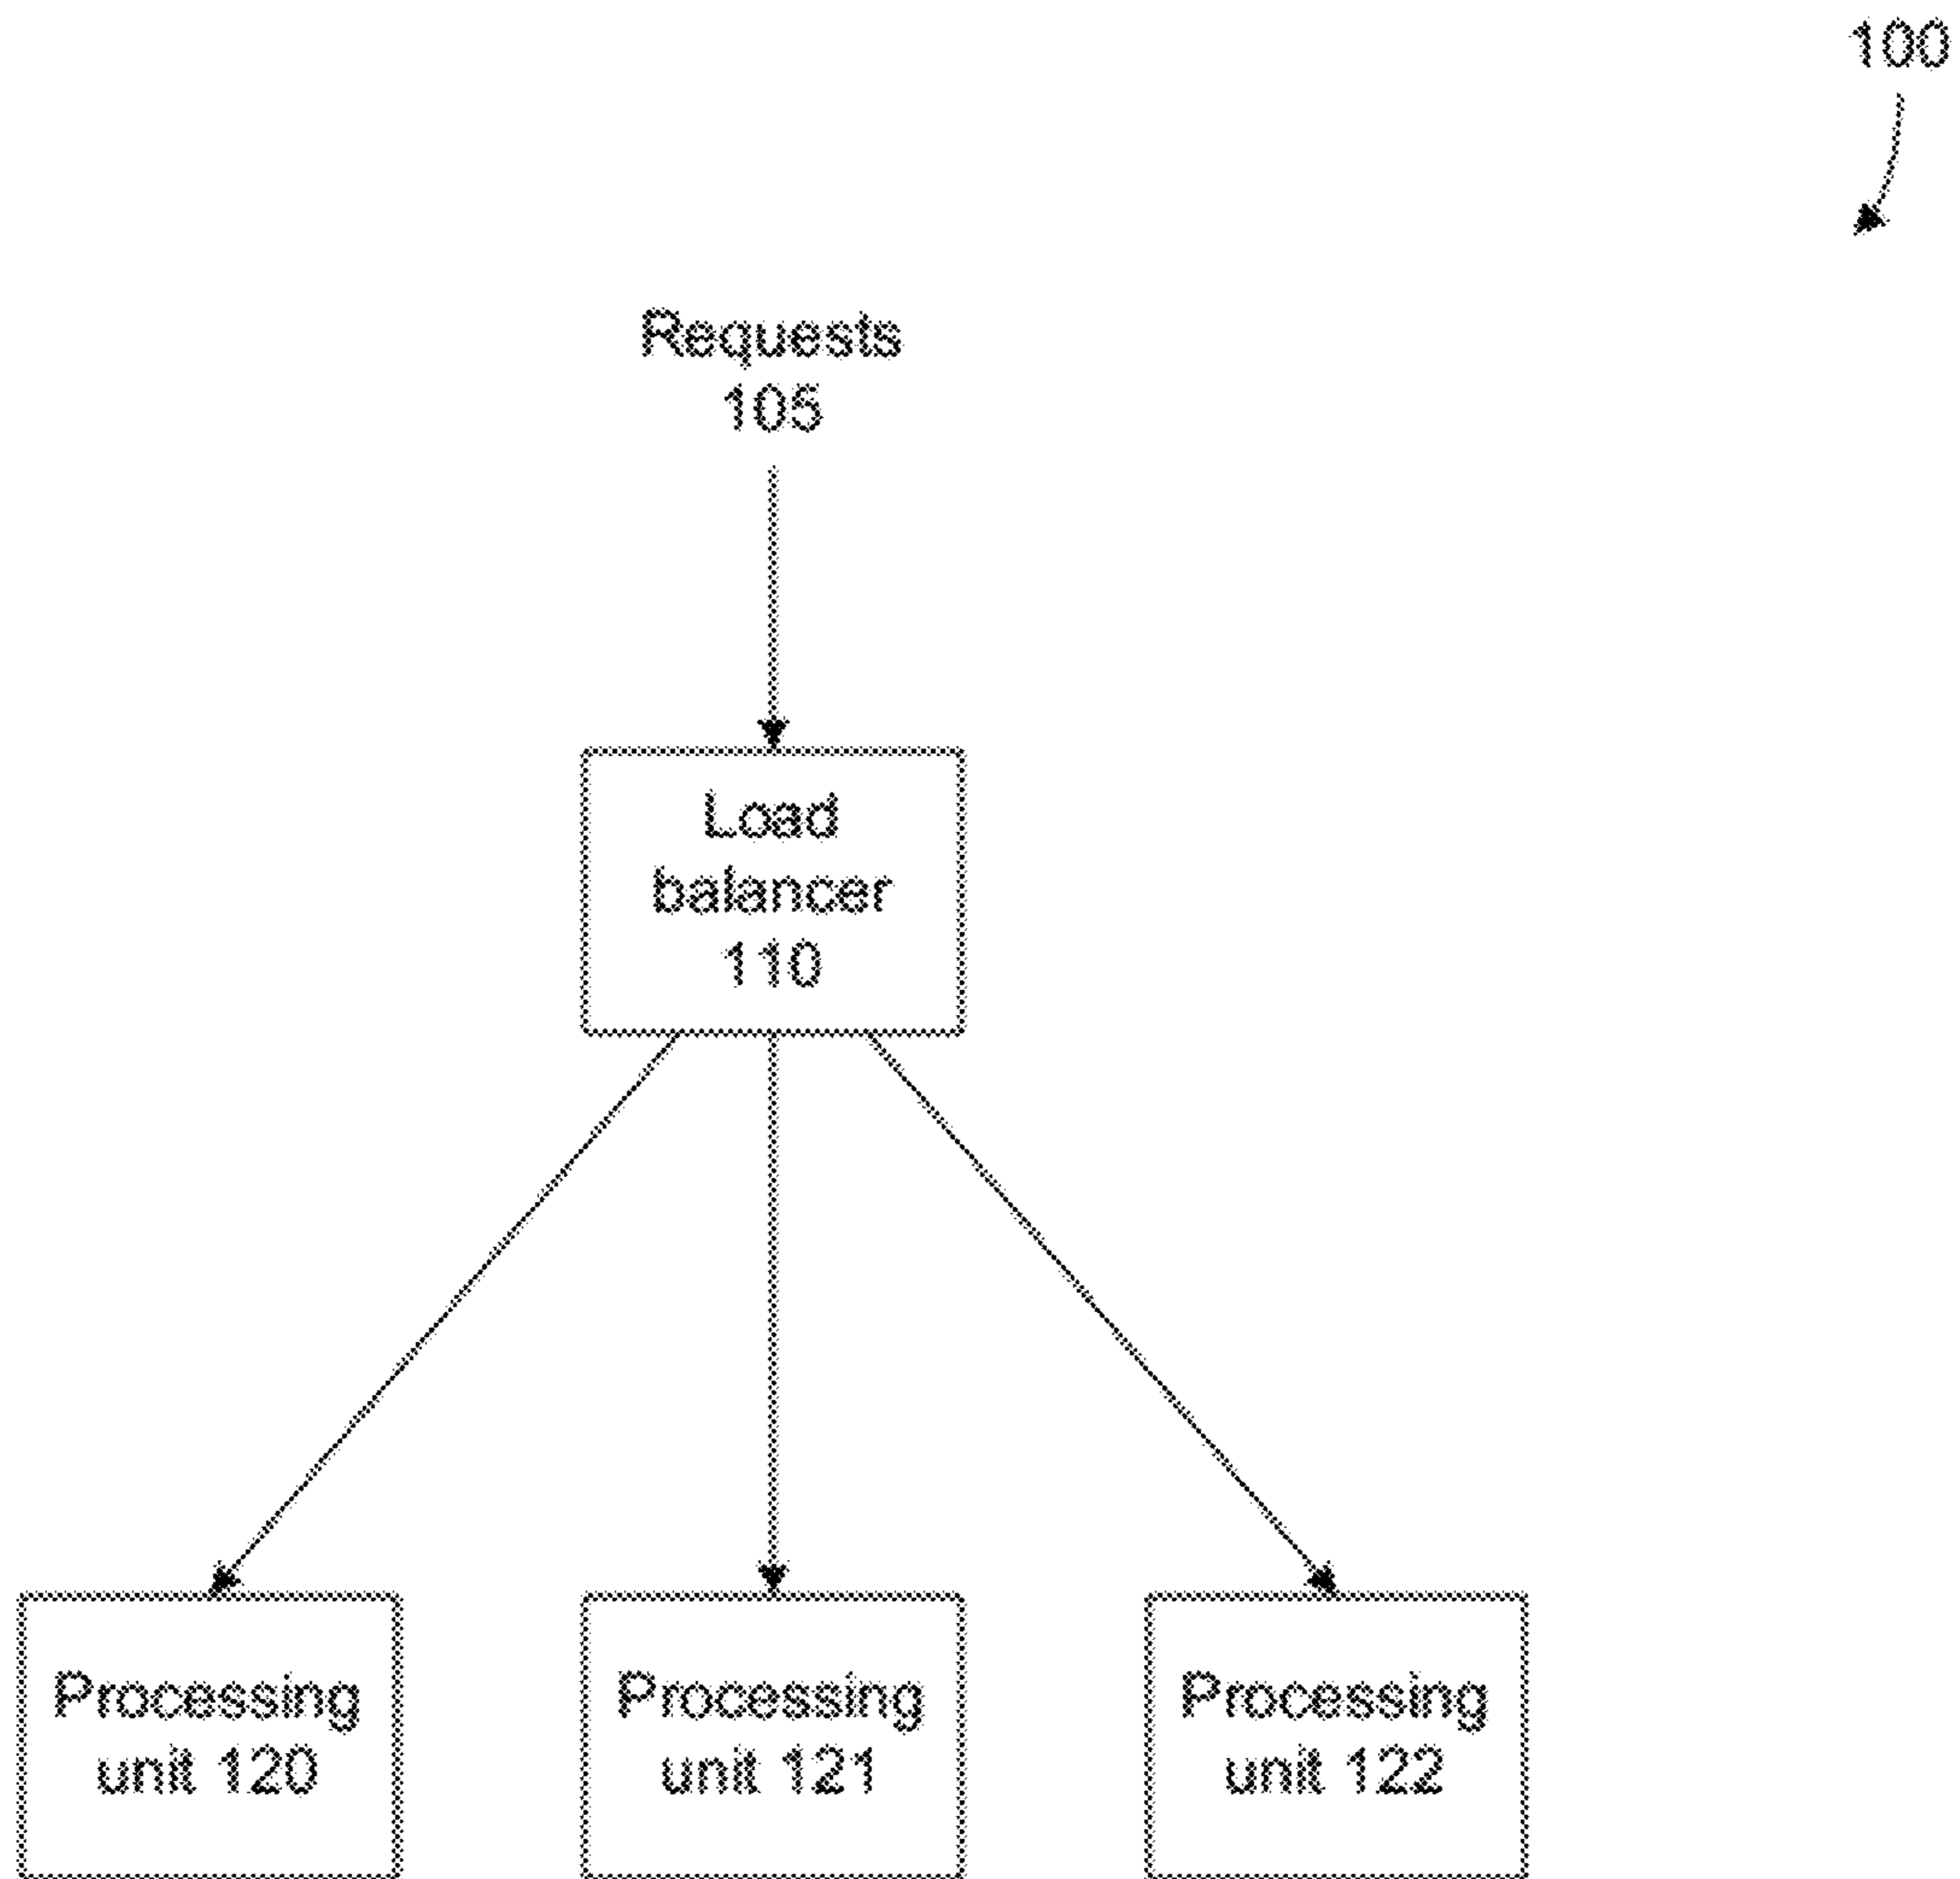 100
Requests
105
Load
balancer
110
Processing
unit 120
Processing
unit 121
Processing
unit 122